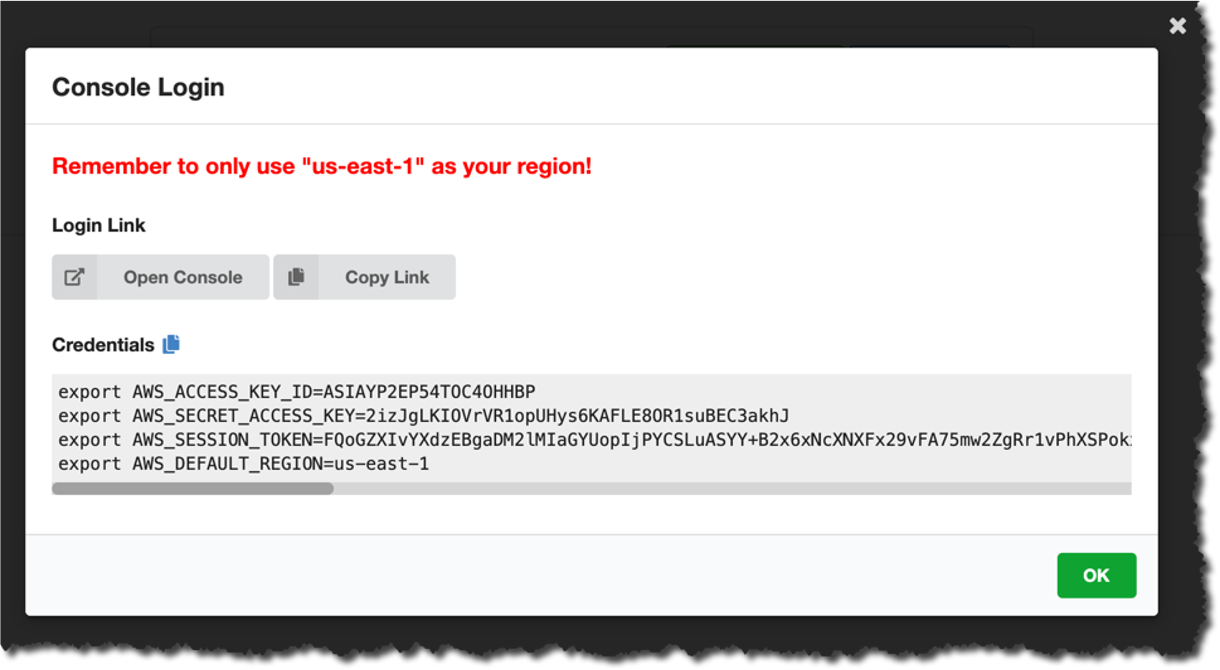 Console Login
Remember to only use "us-east-1" as your region!
Login Link
Open Console Copy Link
Credentials
export AWS_ACCESS_KEY_ID=ASIAYP2EP54TOC4OHHBP
export AWS_SECRET_ACCESS_KEY=2izJgLKIOVrVR1opUHys6KAFLE8OR1suBEC3akhJ
export AWS_SESSION_TOKEN=FQoGZXIvYXdzEBgaDM2lMIaGYUopIjPYCSLuASYY+B2x6xNcXNXFx29vFA75mw2ZgRr1vPhXSPok
export AWS_DEFAULT_REGION=us-east-1
OK